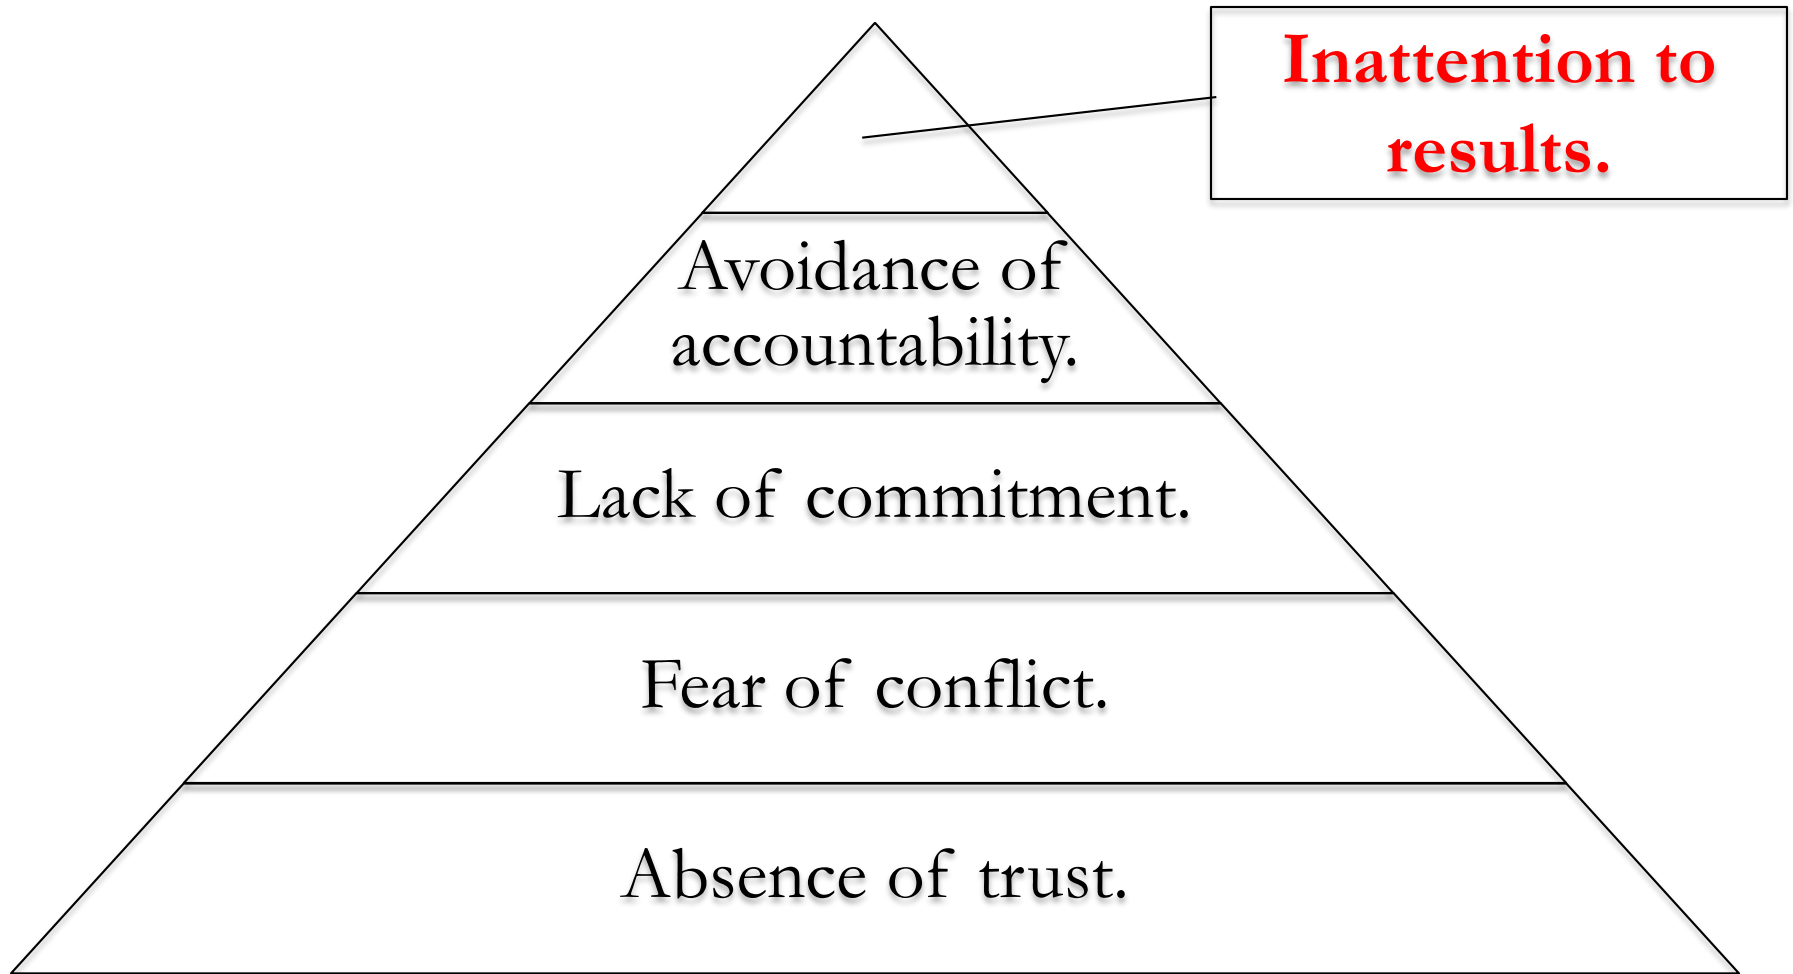 Inattention to
results.
Avoidance of
accountability.
Lack of commitment.
Fear of conflict.
Absence of trust.